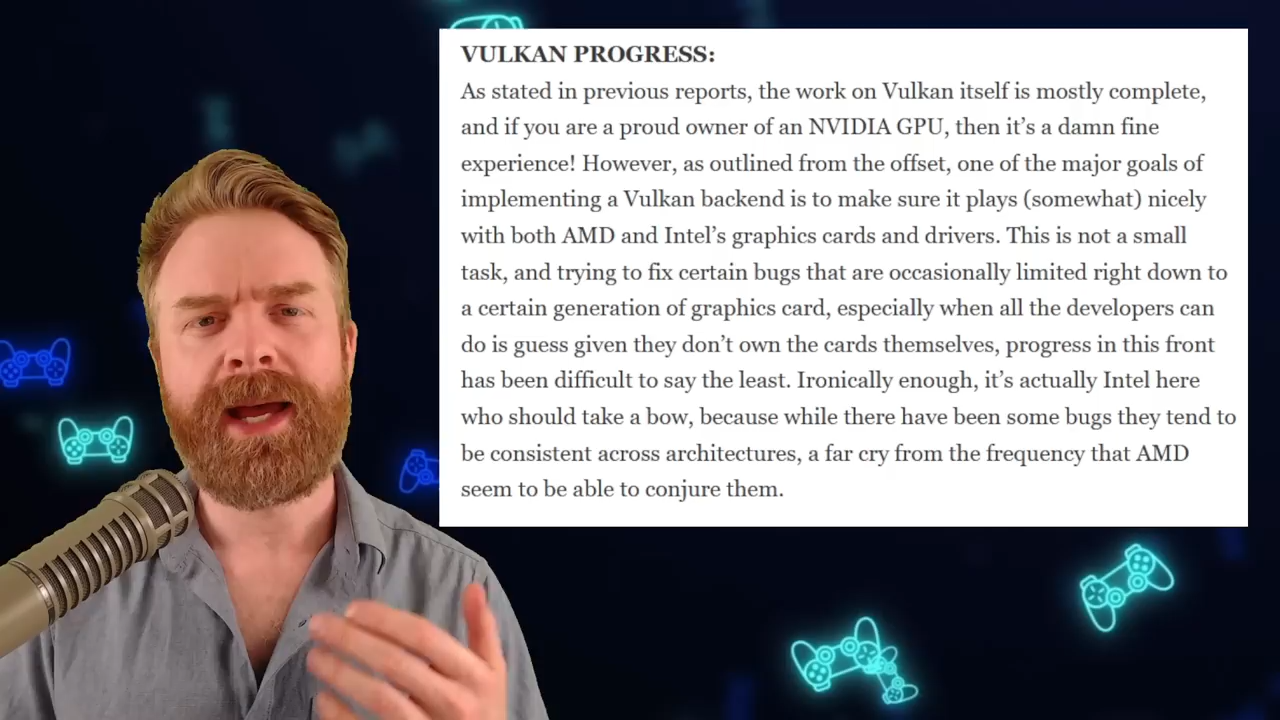 VULKAN PROGRESS:
As stated in previous reports, the work on Vulkan itself is mostly complete,
and if you are a proud owner of an NVIDIA GPU, then it’s a damn fine
experience! However, as outlined from the offset, one of the major goals of
implementing a Vulkan backend is to make sure it plays (somewhat) nicely
with both AMD and Intel’s graphics cards and drivers. This is not a small
task, and trying to fix certain bugs that are occasionally limited right down to
a certain generation of graphics card, especially when all the developers can
do is guess given they don’t own the cards themselves, progress in this front
has been difficult to say the least. Ironically enough, it’s actually Intel here
who should take a bow, because while there have been some bugs they tend to
be consistent across architectures, a far cry from the frequency that AMD
seem to be able to conjure them.